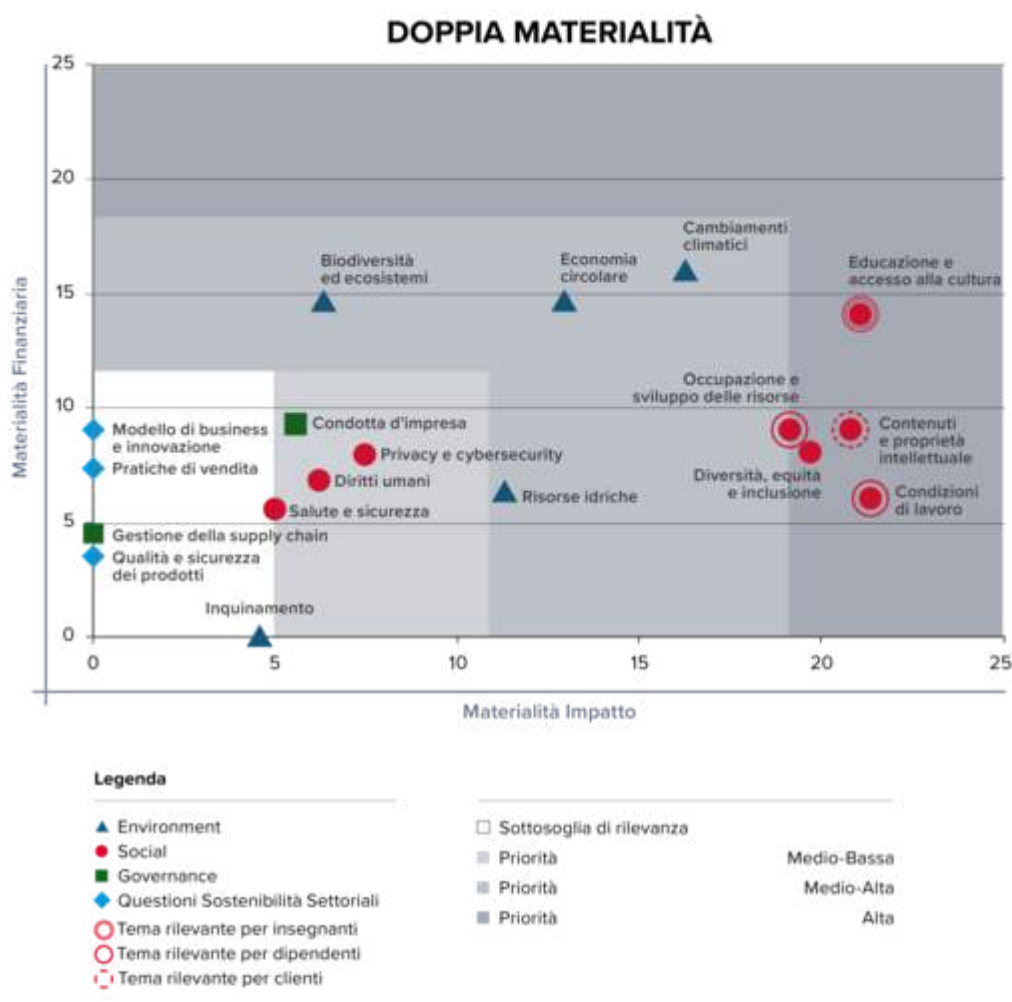 DOPPIA MATERIALITÀ
25
20
15
10
5
0
Materialità Finanziaria
Cambiamenti
climatici
Biodiversità
ed ecosistemi
Economia
circolare
Educazione e
accesso alla cultura
Occupazione e
sviluppo delle risorse
Condotta d'impresa
Contenuti
e proprietà
intellettuale
Modello di business
e innovazione
Privacy e cybersecurity
Pratiche di vendita
Diritti umani
Diversità, equita
e inclusione
Risorse idriche
Condizioni
di lavoro
Salute e sicurezza
Gestione della supply chain
Qualità e sicurezza
dei prodotti
Inquinamento
0
5
10
15
20
25
Materialità Impatto
Legenda
Environment
Social
Governance
Questioni Sostenibilità Settoriali
Tema rilevante per insegnanti
Tema rilevante per dipendenti
Tema rilevante per clienti
Sottosoglia di rilevanza
Priorità Medio-Bassa
Priorità Medio-Alta
Priorità Alta